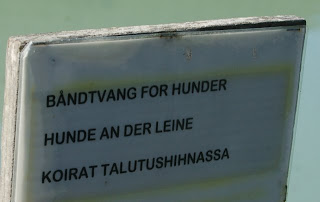 BÅNDTVANG FOR HUNDER
HUNDE AN DER LEINE
KOIRAT TALUTUSHIHNASSA